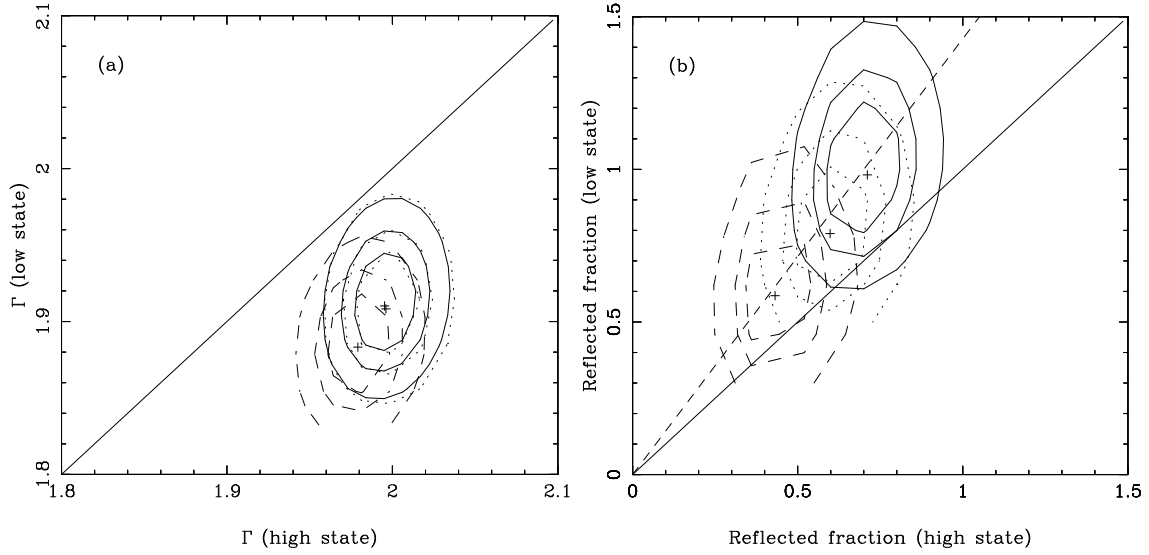 (a)
2.1
2
1.9
1.8
Γ (low state)
1.8
1.9
2
2.1
Γ (high state)
(b)
1.5
1
0.5
0
Reflected fraction (low state)
0
0.5
1
1.5
Reflected fraction (high state)